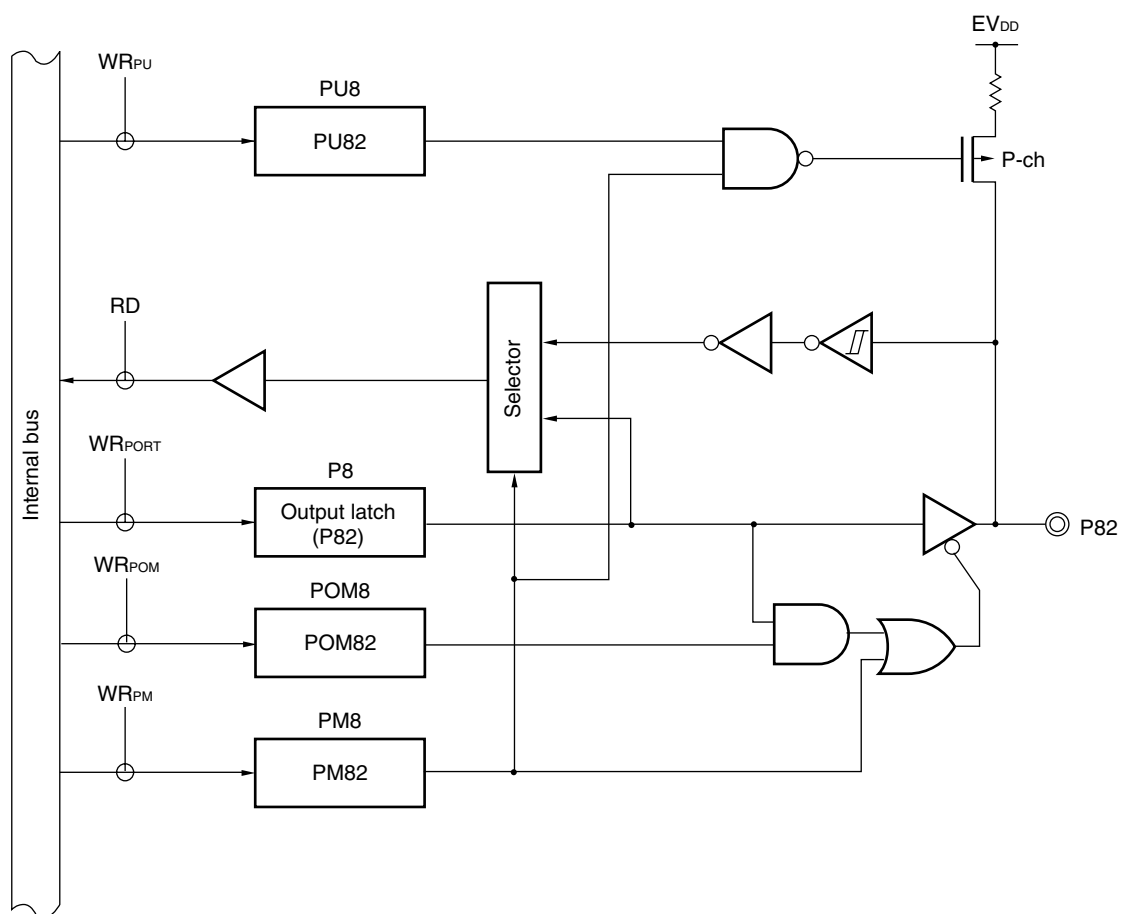 EVDD
WRPU
PU8
PU82
P-ch
RD
Selector
Internal bus
WRPORT
P8
Output latch
(P82)
P82
WRPOM
POM8
POM82
WRPM
PM8
PM82